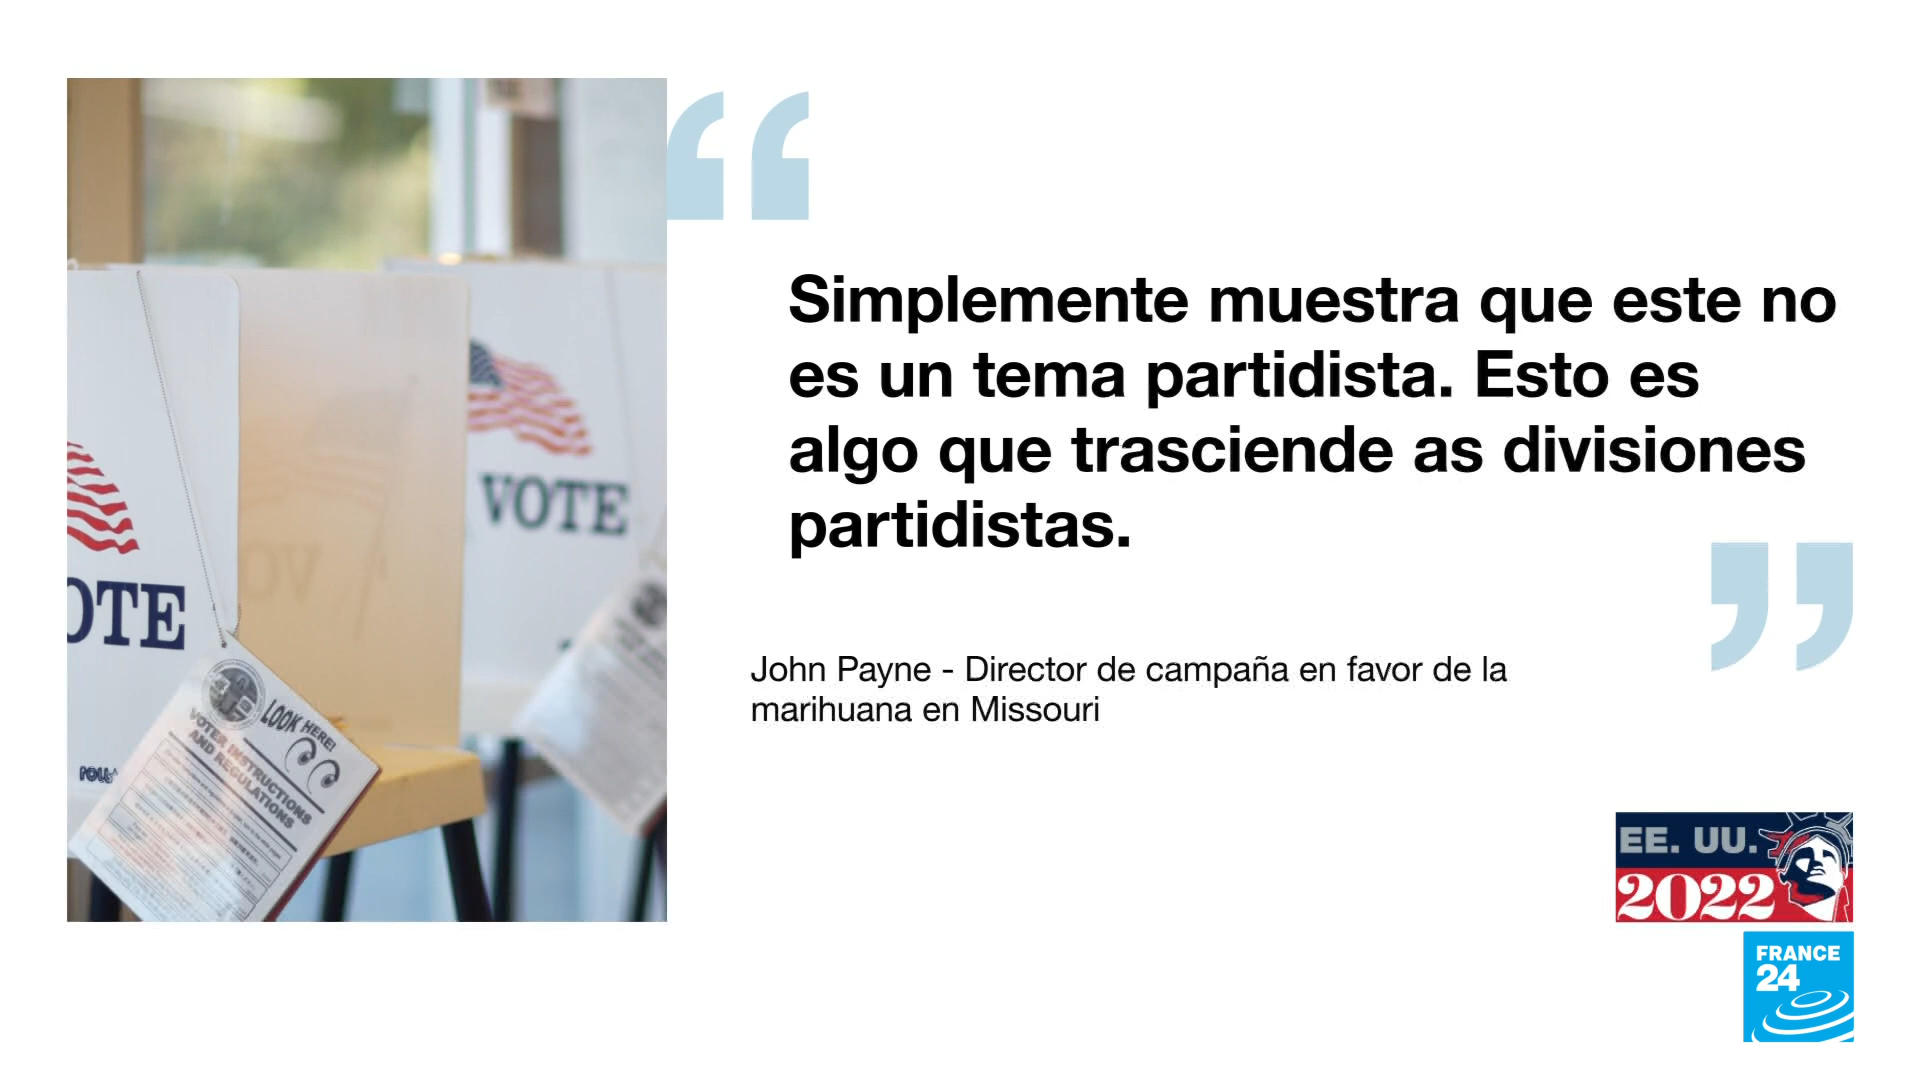 Simplemente muestra que este no
es un tema partidista. Esto es
algo que trasciende as divisiones
partidistas.
John Payne - Director de campaña en favor de la
marihuana en Missouri
VOTE
OTE
LOOK HERE!
VOTER INSTRUCTIONS
AND REGULATIONS
EE. UU.
2022
FRANCE
24